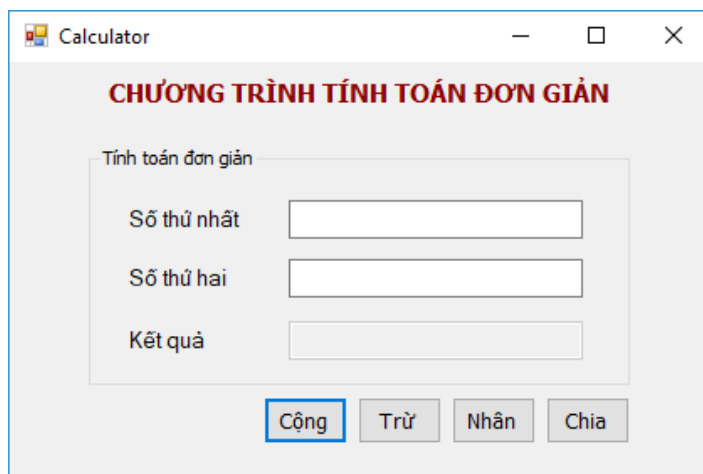 Calculator
CHƯƠNG TRÌNH TÍNH TOÁN ĐƠN GIẢN
Tính toán đơn giản
Số thứ nhất
Số thứ hai
Kết quả
Cộng Trừ Nhân Chia